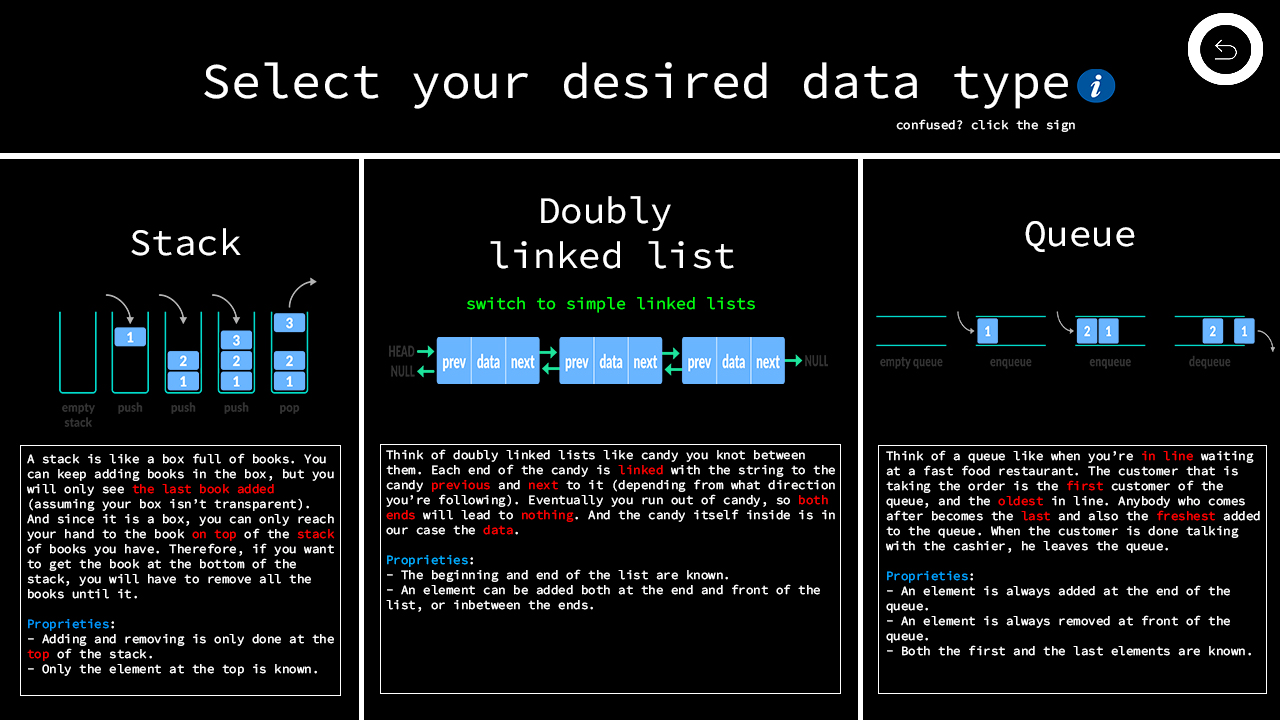 Select your desired data type
i
confused? click the sign
Stack
1
2
1
3
2
1
3
2
1
empty
stack
push
push
push
pop
A stack is like a box full of books. You
can keep adding books in the box, but you
will only see the last book added
(assuming your box isn't transparent).
And since it is a box, you can only reach
your hand to the book on top of the stack
of books you have. Therefore, if you want
to get the book at the bottom of the
stack, you will have to remove all the
books until it.
Proprieties:
- Adding and removing is only done at the
top of the stack.
- Only the element at the top is known.
Doubly
linked list
switch to simple linked lists
HEAD
NULL
prev data next
prev data next
prev data next
NULL
Think of doubly linked lists like candy you knot between
them. Each end of the candy is linked with the string to the
candy previous and next to it (depending from what direction
you're following). Eventually you run out of candy, so both
ends will lead to nothing. And the candy itself inside is in
our case the data.
Proprieties:
- The beginning and end of the list are known.
- An element can be added both at the end and front of the
list, or inbetween the ends.
Queue
1
2 1
2 1
empty queue
enqueue
enqueue
dequeue
Think of a queue like when you're in line waiting
at a fast food restaurant. The customer that is
taking the order is the first customer of the
queue, and the oldest in line. Anybody who comes
after becomes the last and also the freshest added
to the queue. When the customer is done talking
with the cashier, he leaves the queue.
Proprieties:
- An element is always added at the end of the
queue.
- An element is always removed at front of the
queue.
- Both the first and the last elements are known.